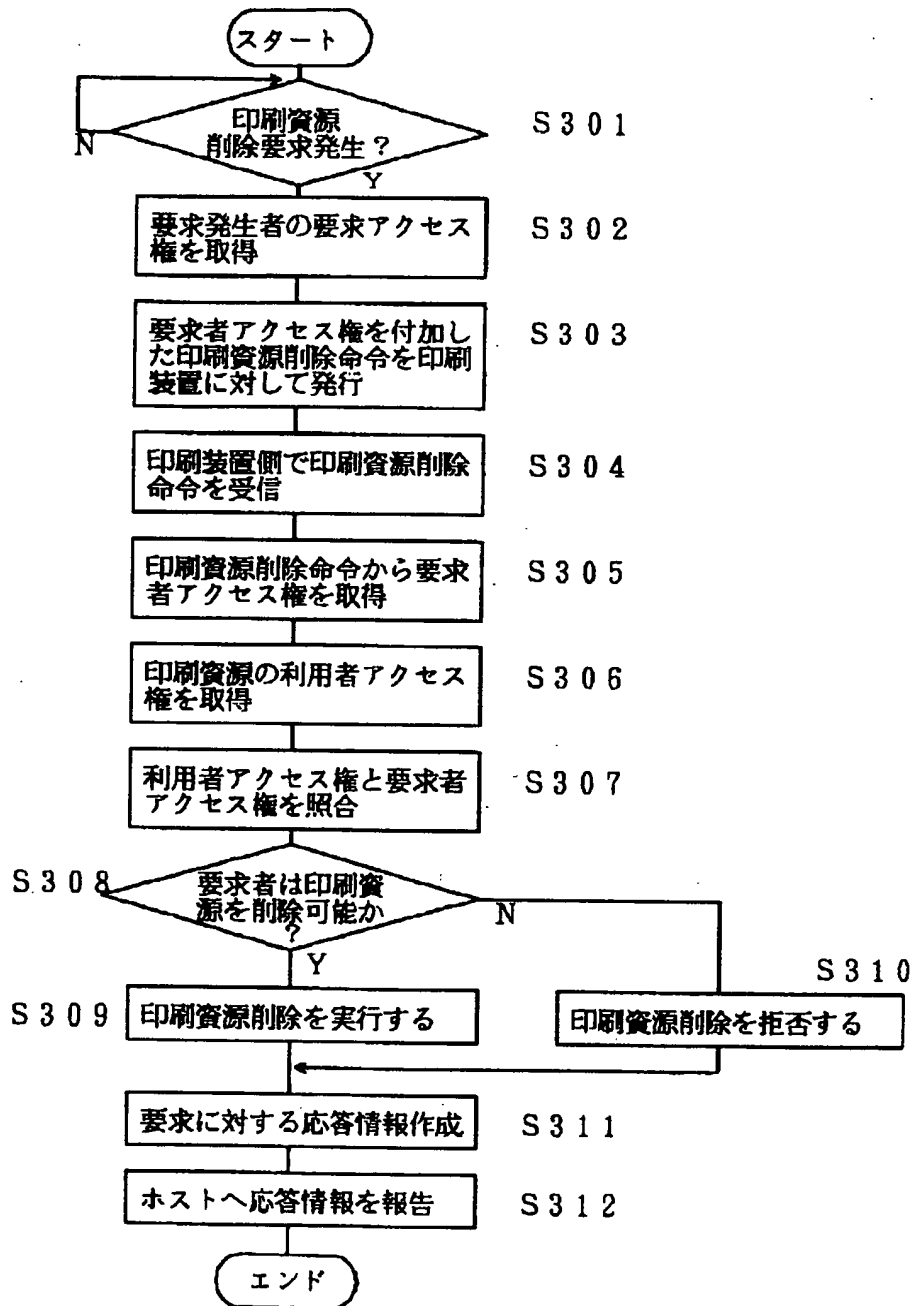 スタート
印刷資源
削除要求発生？
S301
N
Y
要求発生者の要求アクセス
権を取得
S302
要求者アクセス権を付加し
た印刷資源削除命令を印刷
装置に対して発行
S303
印刷装置側で印刷資源削除
命令を受信
S304
印刷資源削除命令から要求
者アクセス権を取得
S305
印刷資源の利用者アクセス
権を取得
S306
利用者アクセス権と要求者
アクセス権を照合
S307
S308
要求者は印刷資
源を削除可能か
？
N
Y
S310
S309
印刷資源削除を実行する
印刷資源削除を拒否する
要求に対する応答情報作成
S311
ホストへ応答情報を報告
S312
エンド